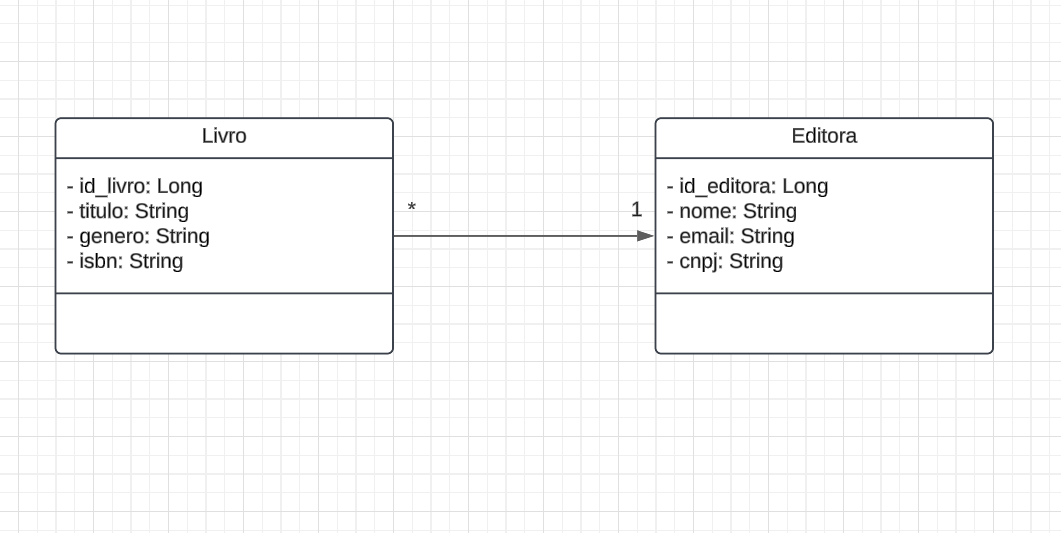 Livro
- id_livro: Long
- titulo: String
- genero: String
- isbn: String
*
1
Editora
- id_editora: Long
- nome: String
- email: String
- cnpj: String